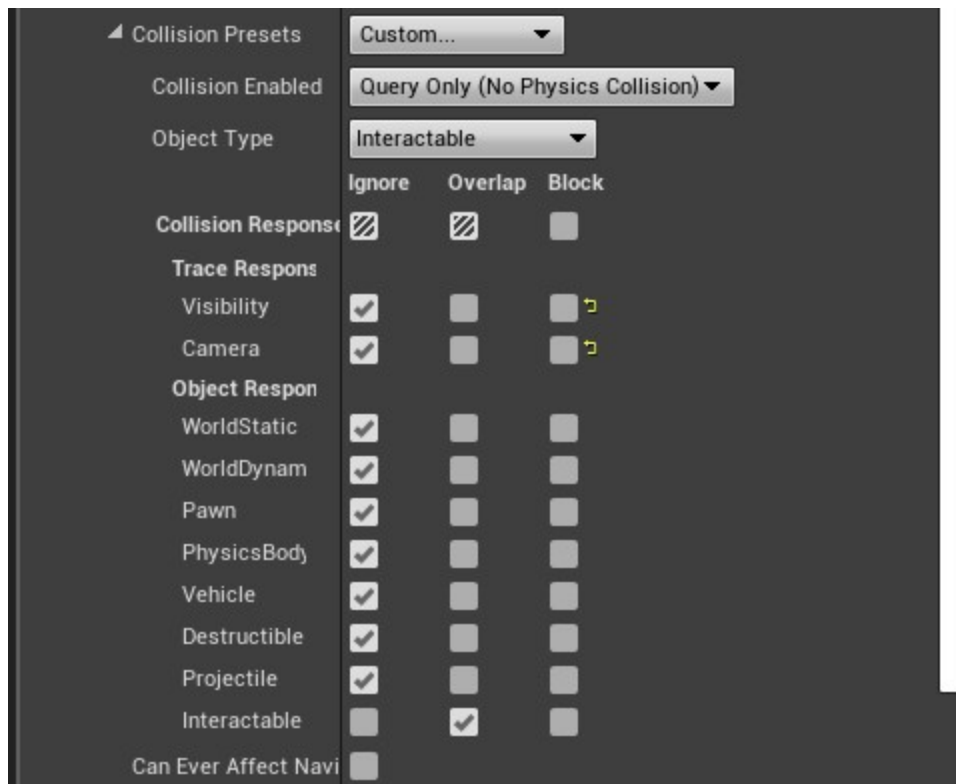 Collision Presets Custom...
Collision Enabled Query Only (No Physics Collision)
Object Type Interactable
Ignore Overlap Block
Collision Response
Trace Respons
Visibility
Camera
Object Respon
WorldStatic
WorldDynam
Pawn
PhysicsBody
Vehicle
Destructible
Projectile
Interactable
Can Ever Affect Navi